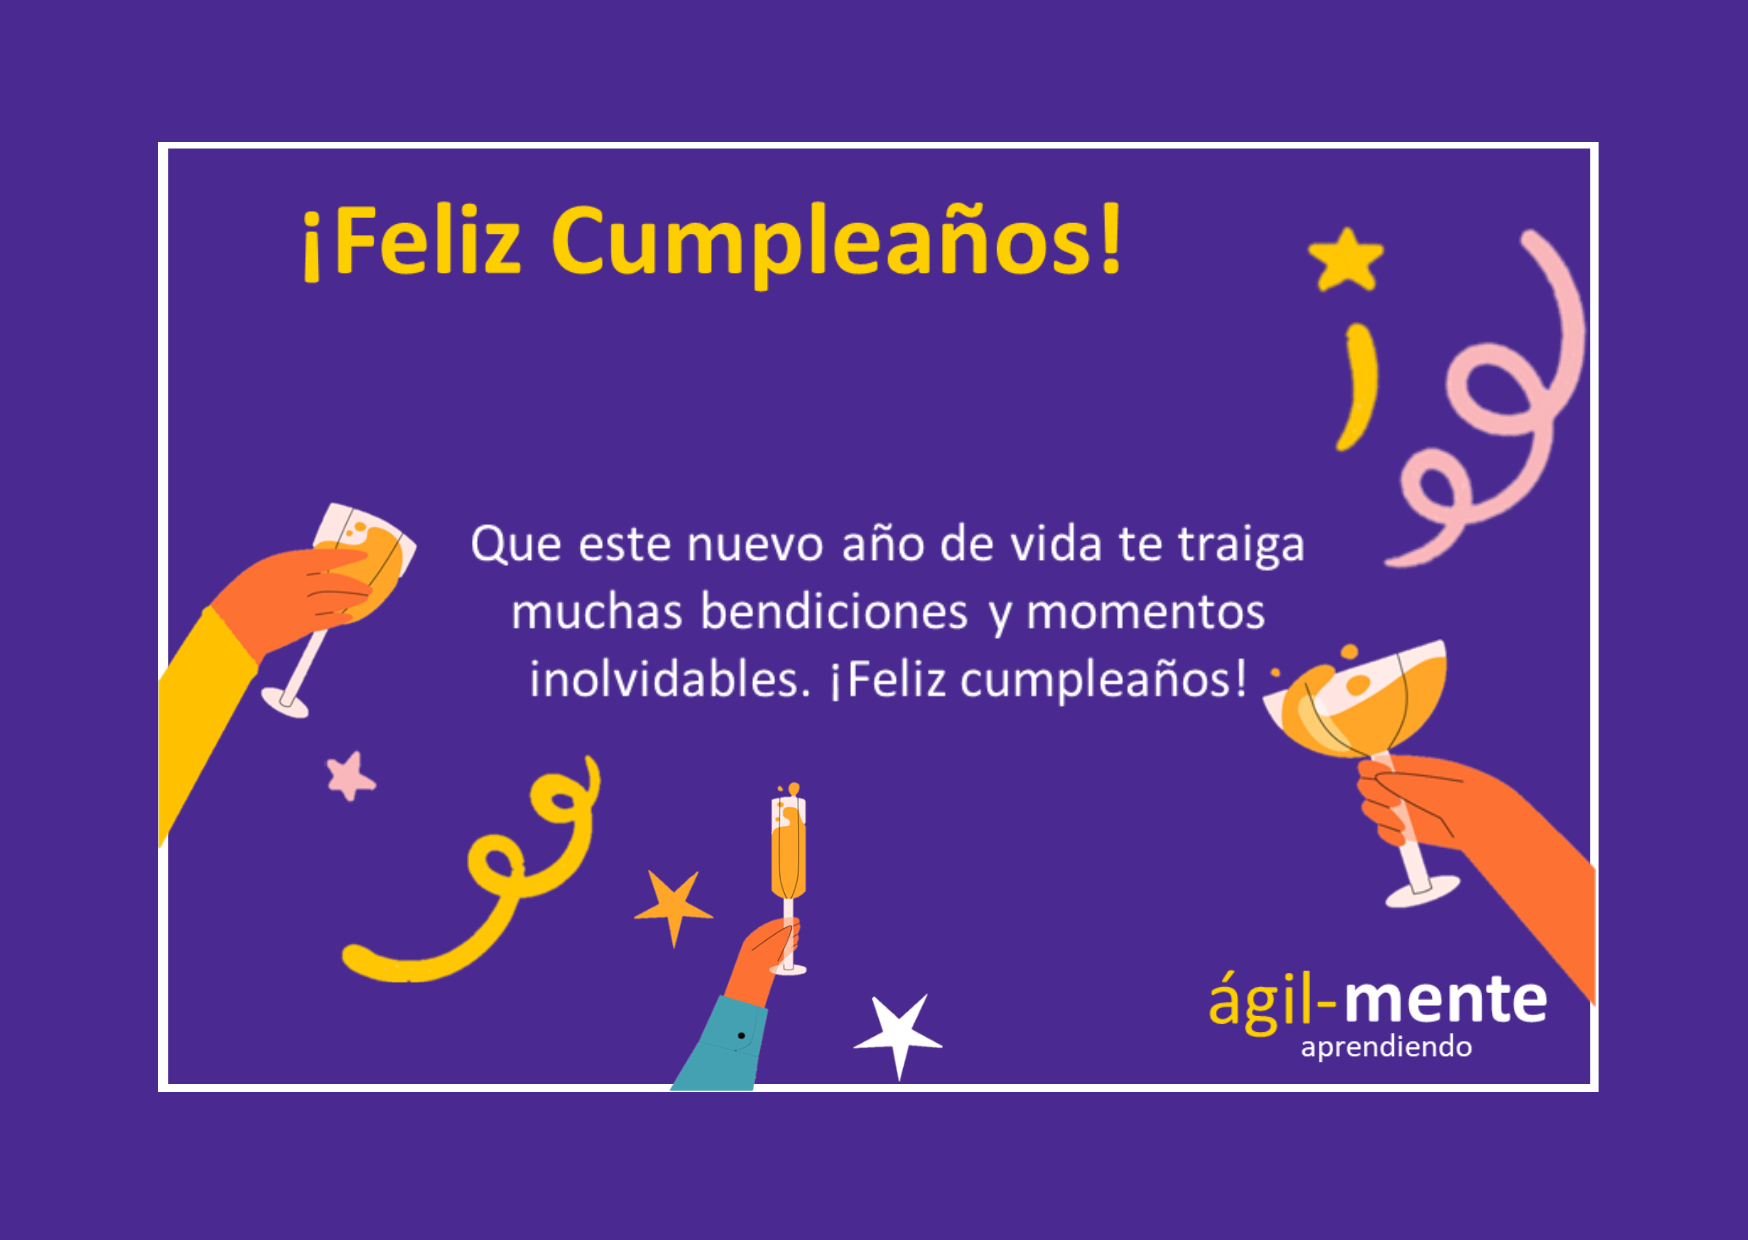 ¡Feliz Cumpleaños!
Que este nuevo año de vida te traiga
muchas bendiciones y momentos
inolvidables. ¡Feliz cumpleaños!
ágil-mente
aprendiendo